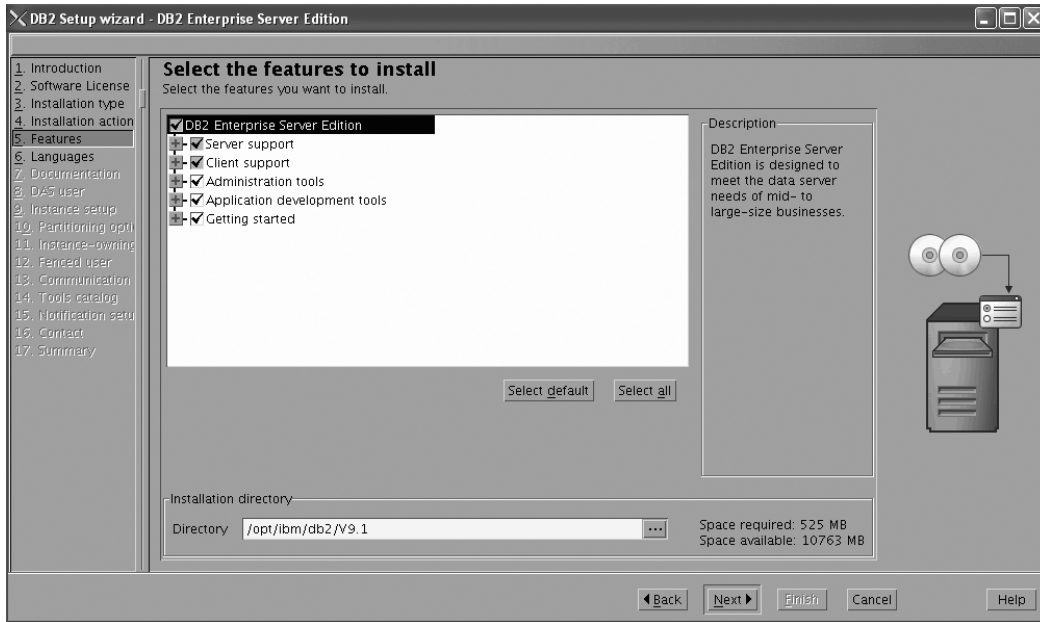 DB2 Setup wizard - DB2 Enterprise Server Edition
1. Introduction
2. Software License
3. Installation type
4. Installation action
5. Features
6. Languages
7. Documentation
8. DAS user
9. Instance setup
10. Partitioning opti
11. Instance-owning
12. Fenced user
13. Communication
14. Tools catalog
15. Notification setu
16. Contact
17. Summary
Select the features to install
Select the features you want to install.
DB2 Enterprise Server Edition
Server support
Client support
Administration tools
Application development tools
Getting started
Select default
Select all
Description
DB2 Enterprise Server
Edition is designed to
meet the data server
needs of mid- to
large-size businesses.
Installation directory
Directory
/opt/ibm/db2/V9.1
...
Space required: 525 MB
Space available: 10763 MB
Back
Next
Finish
Cancel
Help